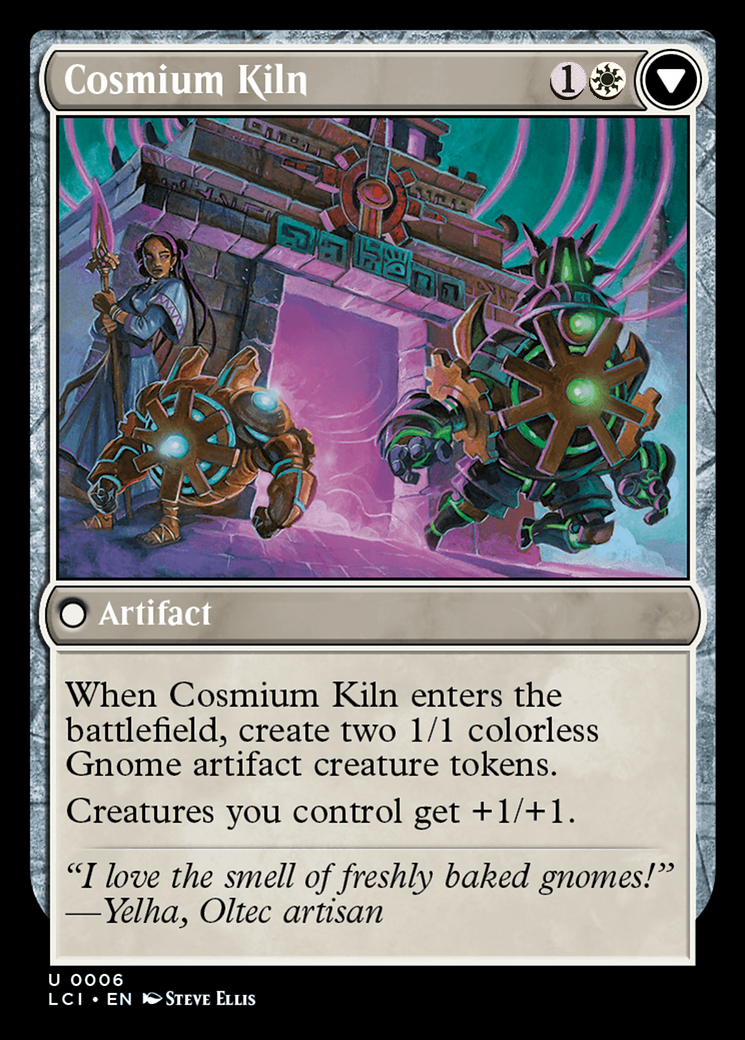 Cosmium Kiln 1
Artifact
When Cosmium Kiln enters the
battlefield, create two 1/1 colorless
Gnome artifact creature tokens.
Creatures you control get +1/+1.
“I love the smell of freshly baked gnomes!”
—Yelha, Oltec artisan
U 0006
LCI • EN Steve Ellis